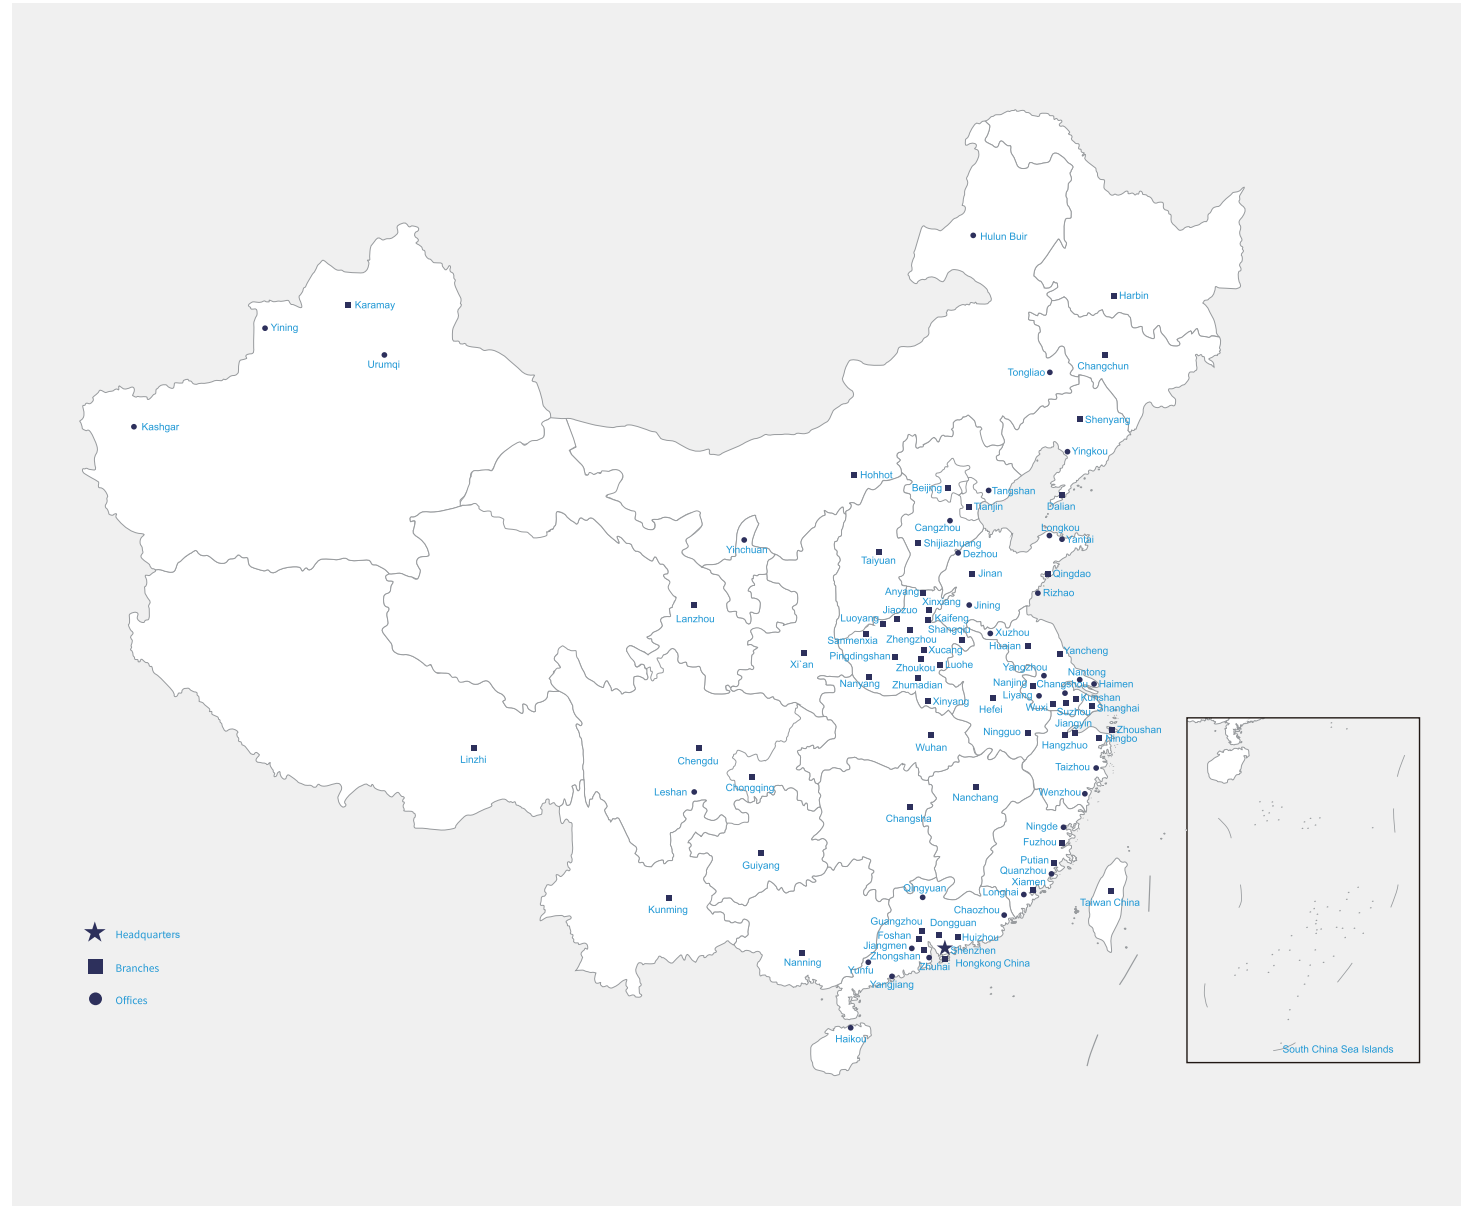 Hulun Buir
Harbin
Karamay
Yining
Urumqi
Changchun
Tongliao
Kashgar
Shenyang
Yingkou
Hohhot
Beijing
Tangshan
Tianjin
Dalian
Cangzhou
Longkou
Yantai
Shijiazhuang
Yinchuan
Dezhou
Taiyuan
Jinan
Qingdao
Anyang
Rizhao
Xinxiang
Jining
Jiaozuo
Lanzhou
Luoyang
Kaifeng
Shangqiu
Xuzhou
Sanmenxia
Zhengzhou
Huaian
Xucang
Yancheng
Pingdingshan
Xi`an
Zhoukou
Luohe
Yangzhou
Nantong
Nanyang
Zhumadian
Nanjing
Changshou
Haimen
Liyang
Kunshan
Xinyang
Hefei
Wuxi
Suzhou
Shanghai
Jiangyin
Ningguo
Zhoushan
Ningbo
Wuhan
Hangzhuo
Linzhi
Chengdu
Taizhou
Chongqing
Leshan
Wenzhou
Nanchang
Changsha
Ningde
Fuzhou
Guiyang
Putian
Quanzhou
Xiamen
Qingyuan
Longhai
Taiwan China
Kunming
Chaozhou
Guangzhou
Dongguan
Headquarters
Foshan
Huizhou
Jiangmen
Shenzhen
Zhongshan
Nanning
Hongkong China
Branches
Yunfu
Zhuhai
Yangjiang
Offices
Haikou
South China Sea Islands